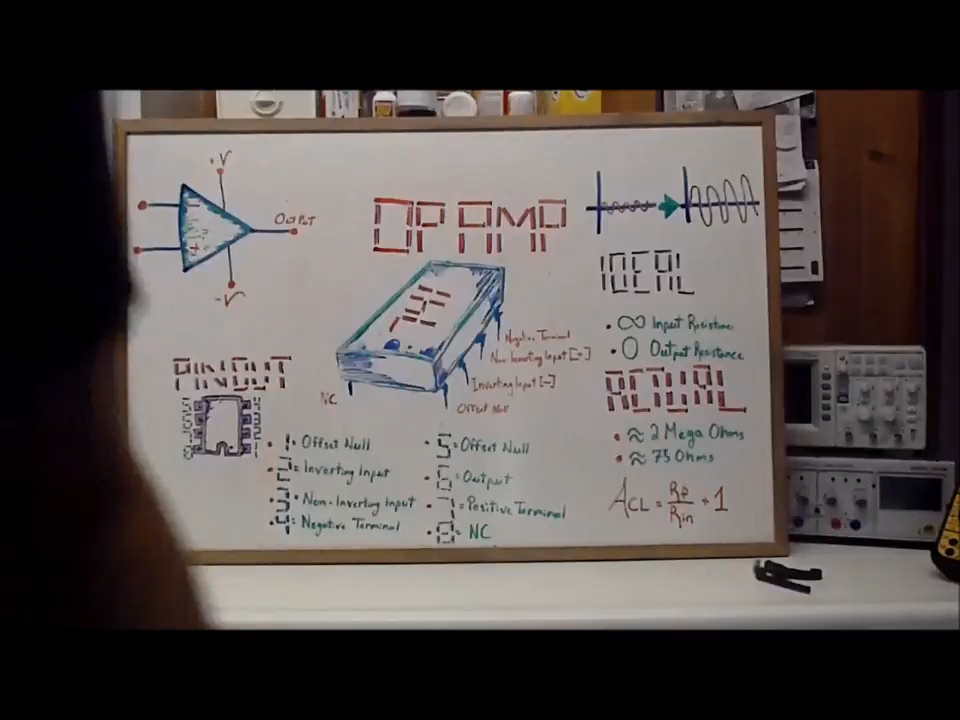 +V
OutPut
-V
OP AMP
IDEAL
• ∞ Input Resistance
• 0 Output Resistance
Negative Terminal
Non-Inverting Input [+]
Inverting Input [-]
Offset Null
NC
ACTUAL
• ≈ 2 Mega Ohms
• ≈ 75 Ohms
PINOUT
• 1= Offset Null
• 2= Inverting Input
• 3= Non-Inverting Input
• 4= Negative Terminal
• 5= Offset Null
• 6= Output
• 7= Positive Terminal
• 8= NC
ACL = RF/Rin + 1